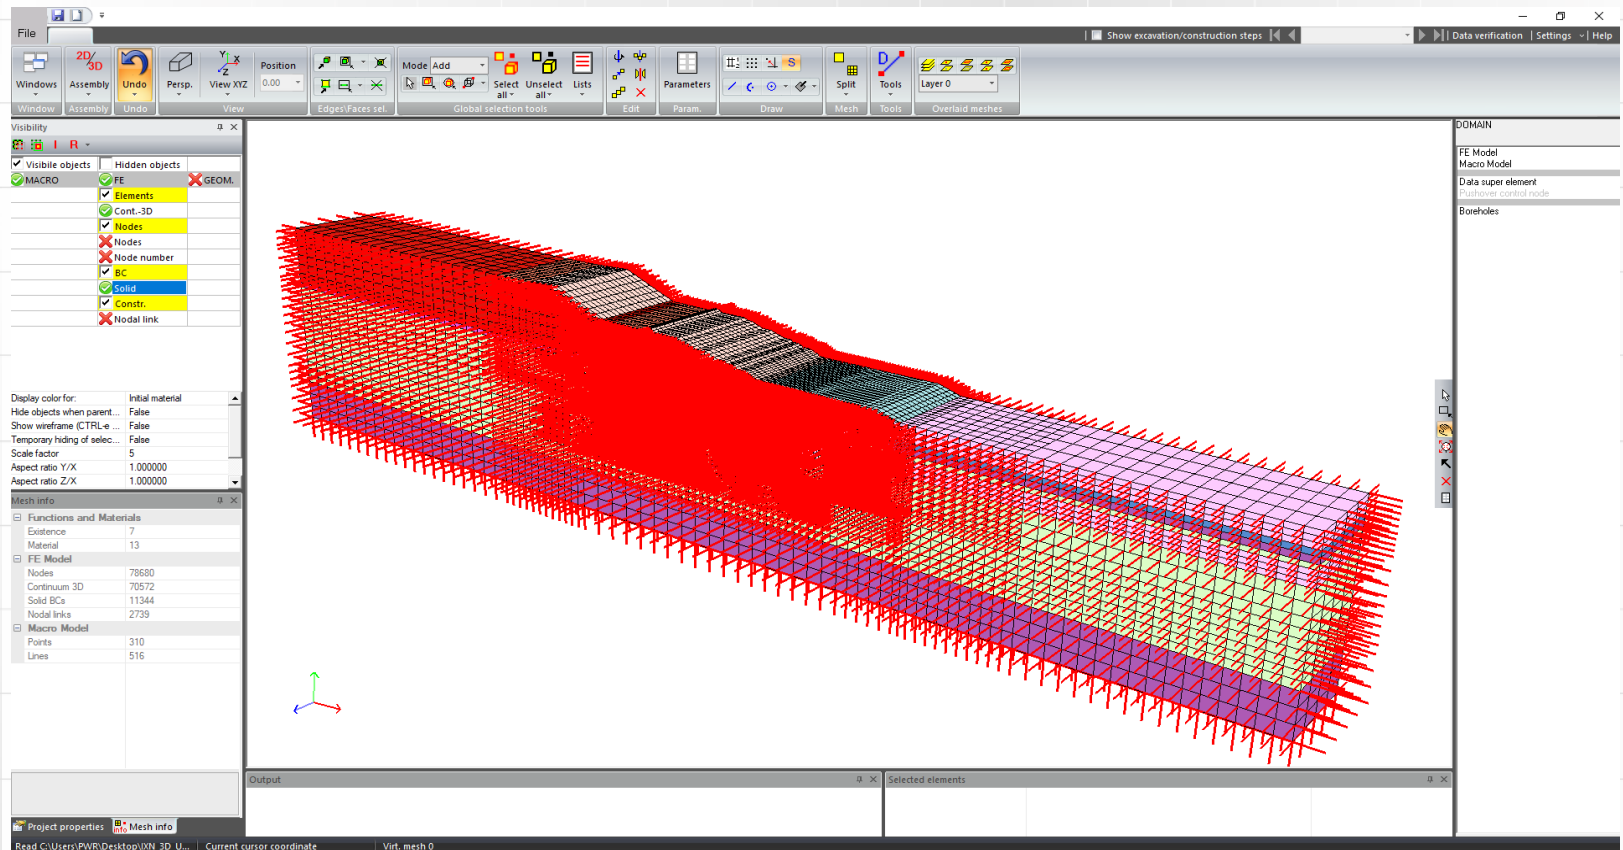 File
Show excavation/construction steps
Data verification
Settings
Help
2D/
3D
Windows
Assembly
Undo
Persp.
Y
X
Z
View XYZ
Position
0.00
Mode
Add
Select
all
Unselect
all
Lists
Parameters
Split
D
Tools
Layer 0
Window
Assembly
Undo
View
Edges\Faces sel.
Global selection tools
Edit
Param.
Draw
Mesh
Tools
Overlaid meshes
Visibility
I R
Visibile objects Hidden objects
MACRO FE GEOM.
Elements
Cont.-3D
Nodes
Nodes
Node number
BC
Solid
Constr.
Nodal link
Display color for: Initial material
Hide objects when parent... False
Show wireframe (CTRL-e ... False
Temporary hiding of selec... False
Scale factor 5
Aspect ratio Y/X 1.000000
Aspect ratio Z/X 1.000000
Mesh info
Functions and Materials
Existence 7
Material 13
FE Model
Nodes 78680
Continuum 3D 70572
Solid BCs 11344
Nodal links 2739
Macro Model
Points 310
Lines 516
Project properties
Mesh info
Output
Selected elements
DOMAIN
FE Model
Macro Model
Data super element
Pushover control node
Boreholes
Read C:\Users\PWR\Desktop\IXN_3D_U... Current cursor coordinate Virt. mesh 0